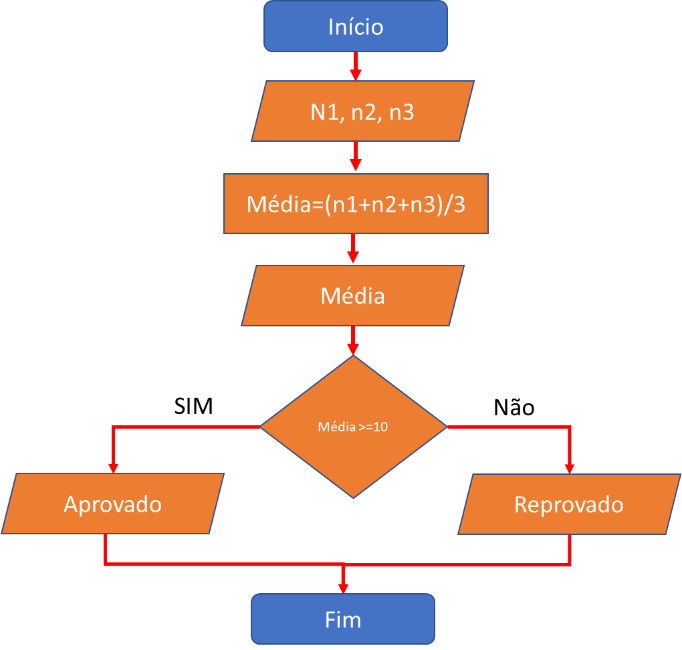 Início
N1, n2, n3
Média=(n1+n2+n3)/3
Média
SIM
Não
Média >=10
Aprovado
Reprovado
Fim